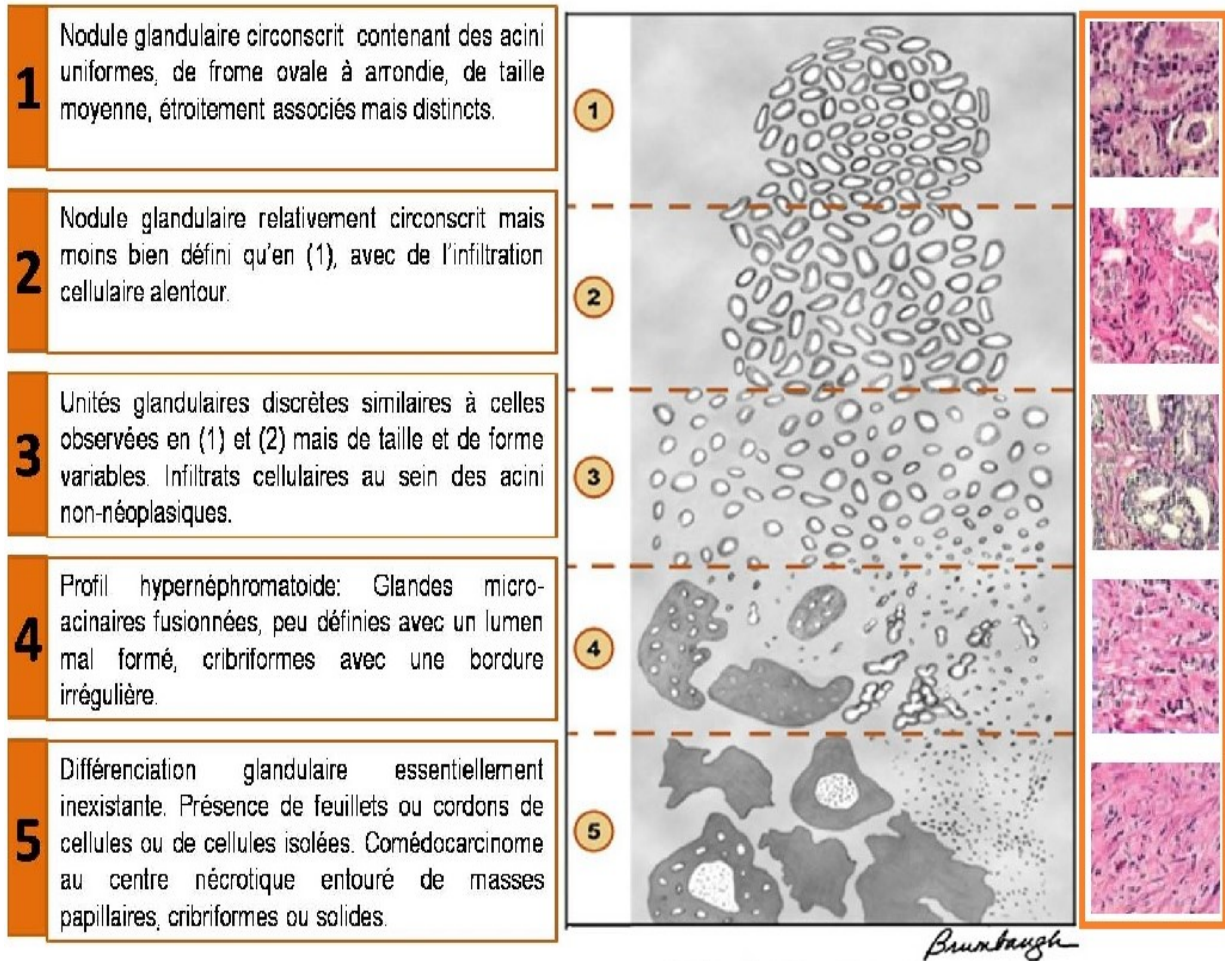 1
Nodule glandulaire circonscrit contenant des acini
uniformes, de frome ovale à arrondie, de taille
moyenne, étroitement associés mais distincts.
1
2
Nodule glandulaire relativement circonscrit mais
moins bien défini qu'en (1), avec de l'infiltration
cellulaire alentour.
2
3
Unités glandulaires discrètes similaires à celles
observées en (1) et (2) mais de taille et de forme
variables. Infiltrats cellulaires au sein des acini
non-néoplasiques.
3
4
Profil hypernéphromatoide: Glandes micro-
acinaires fusionnées, peu définies avec un lumen
mal formé, cribriformes avec une bordure
irrégulière.
4
5
Différenciation glandulaire essentiellement
inexistante. Présence de feuillets ou cordons de
cellules ou de cellules isolées. Comédocarcinome
au centre nécrotique entouré de masses
papillaires, cribriformes ou solides.
5
Brumbaugh